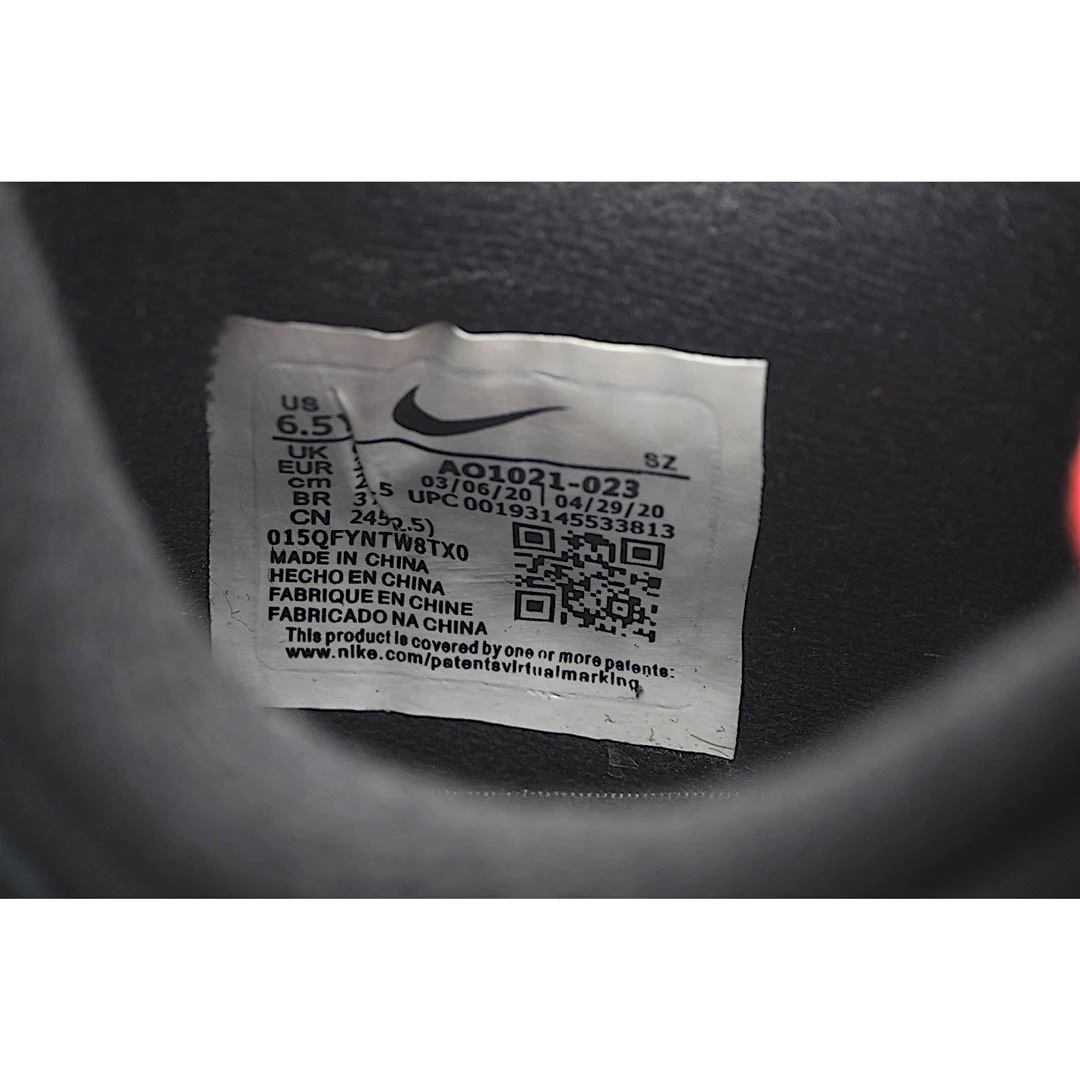 US
6.5Y
SZ
UK
EUR
cm
BR
CN
AO1021-023
03/06/20 | 04/29/20
UPC 00193145533813
015QFYNTW8TX0
MADE IN CHINA
HECHO EN CHINA
FABRIQUE EN CHINE
FABRICADO NA CHINA
This product is covered by one or more patents:
www.nike.com/patentsvirtualmarking